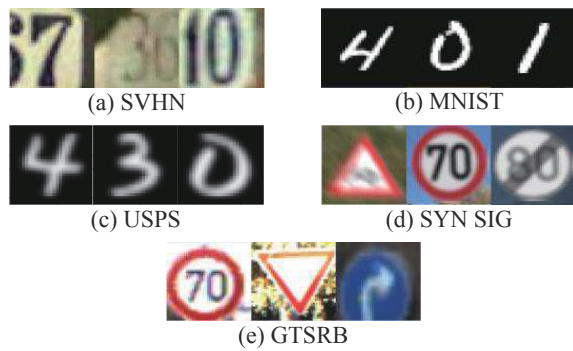 67 30 10
4 0 1
(a) SVHN
(b) MNIST
4 3 0
70 80
(c) USPS
(d) SYN SIG
70
(e) GTSRB